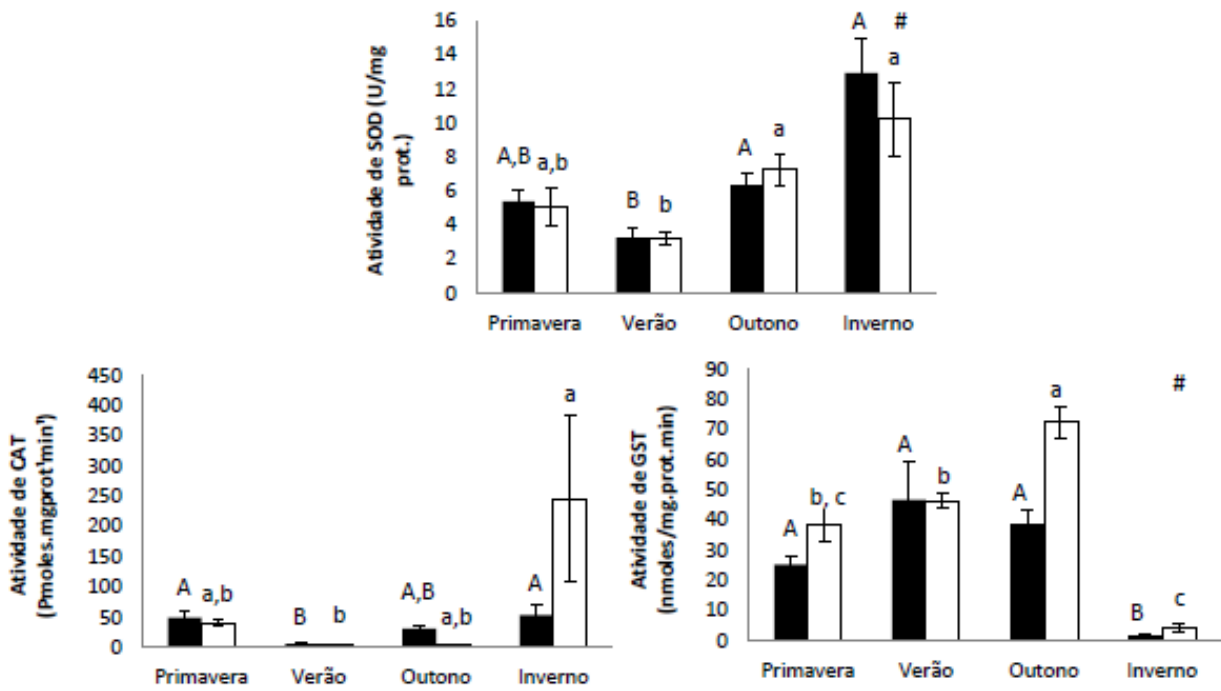 Atividade de SOD (U/mg
prot.)
16
14
12
10
8
6
4
2
0
A,B
a,b
B
b
A
a
A
#
a
Primavera
Verão
Outono
Inverno
Atividade de CAT
(Pmoles.mgprot¹min¹)
450
400
350
300
250
200
150
100
50
0
A
a,b
B
b
A,B
a,b
A
a
Primavera
Verão
Outono
Inverno
Atividade de GST
(nmoles/mg.prot.min)
90
80
70
60
50
40
30
20
10
0
A
b, c
A
b
A
a
B
c
#
Primavera
Verão
Outono
Inverno